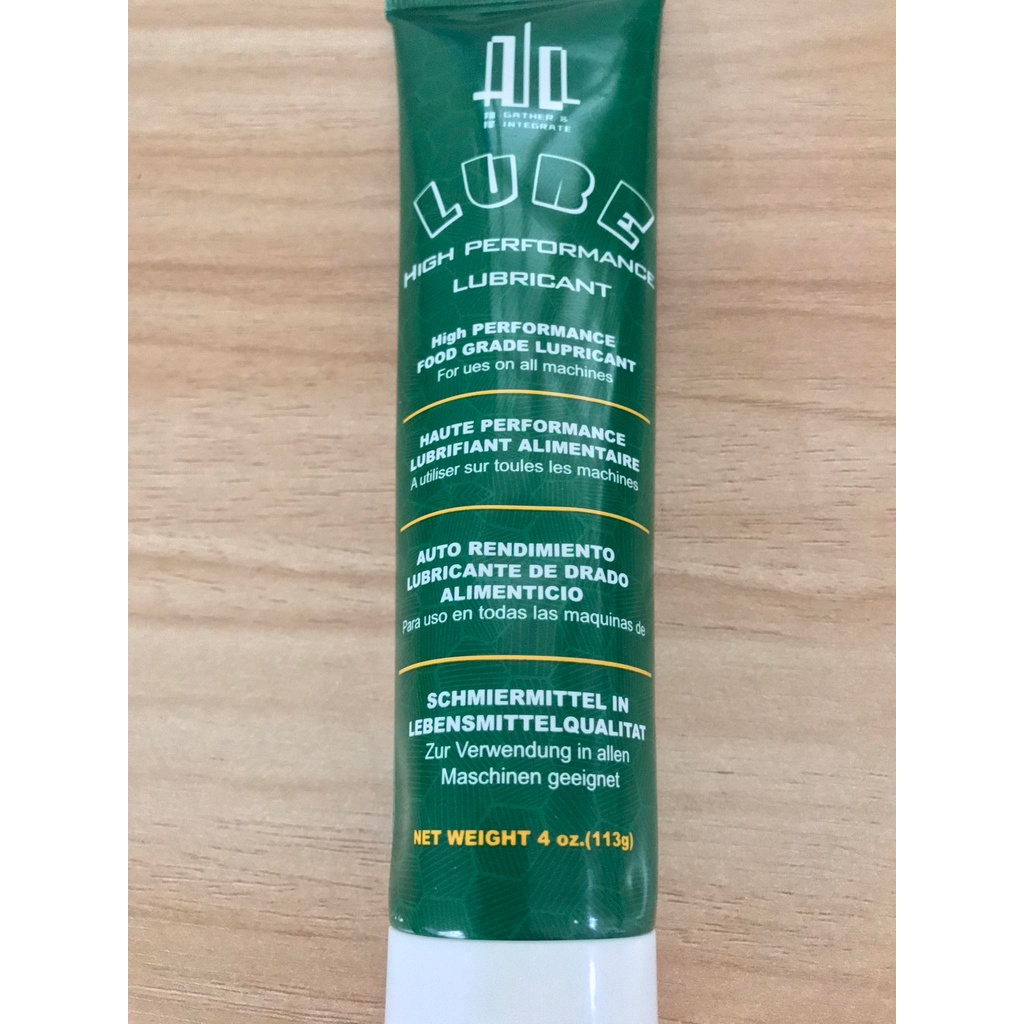 GATHER &
INTEGRATE
LUBE
HIGH PERFORMANCE
LUBRICANT
High PERFORMANCE
FOOD GRADE LUPRICANT
For ues on all machines
HAUTE PERFORMANCE
LUBRIFIANT ALIMENTAIRE
A utiliser sur toules les machines
AUTO RENDIMIENTO
LUBRICANTE DE DRADO
ALIMENTICIO
Para uso en todas las maquinas de
SCHMIERMITTEL IN
LEBENSMITTELQUALITAT
Zur Verwendung in allen
Maschinen geeignet
NET WEIGHT 4 oz.(113g)